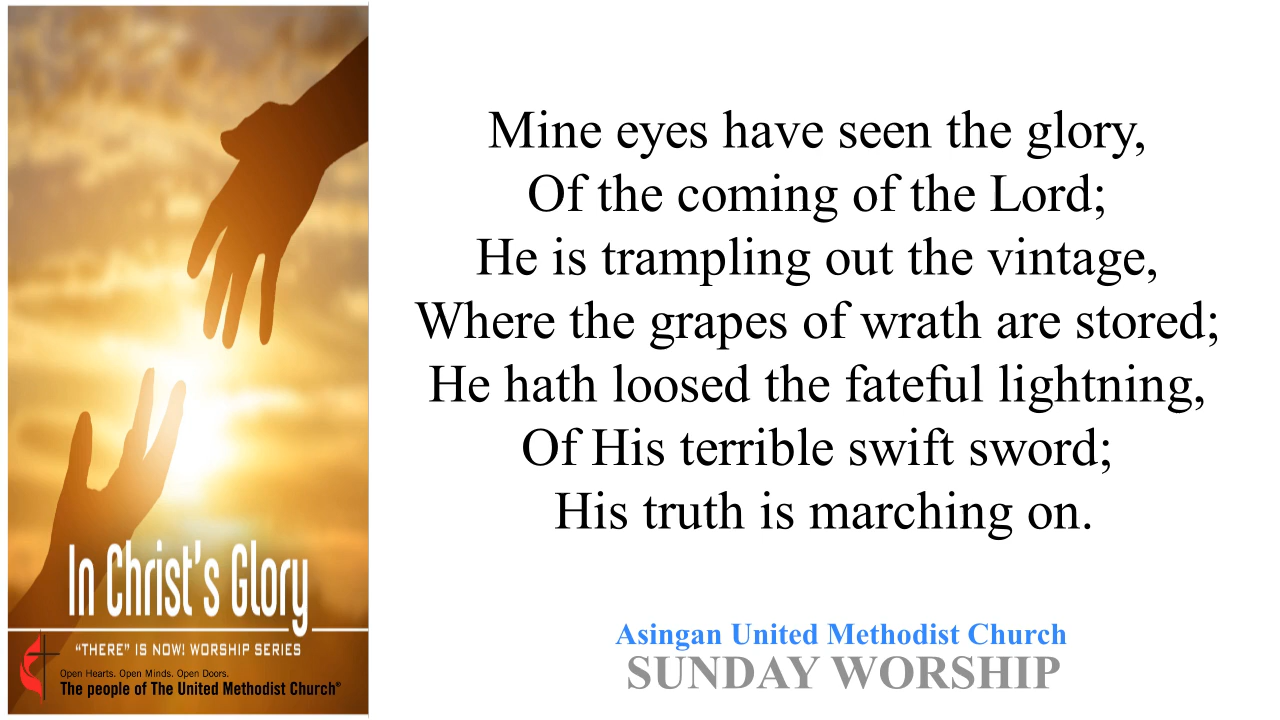 Mine eyes have seen the glory,
Of the coming of the Lord;
He is trampling out the vintage,
Where the grapes of wrath are stored;
He hath loosed the fateful lightning,
Of His terrible swift sword;
His truth is marching on.
In Christ's Glory
“THERE” IS NOW! WORSHIP SERIES
Open Hearts. Open Minds. Open Doors.
The people of The United Methodist Church®
Asingan United Methodist Church
SUNDAY WORSHIP